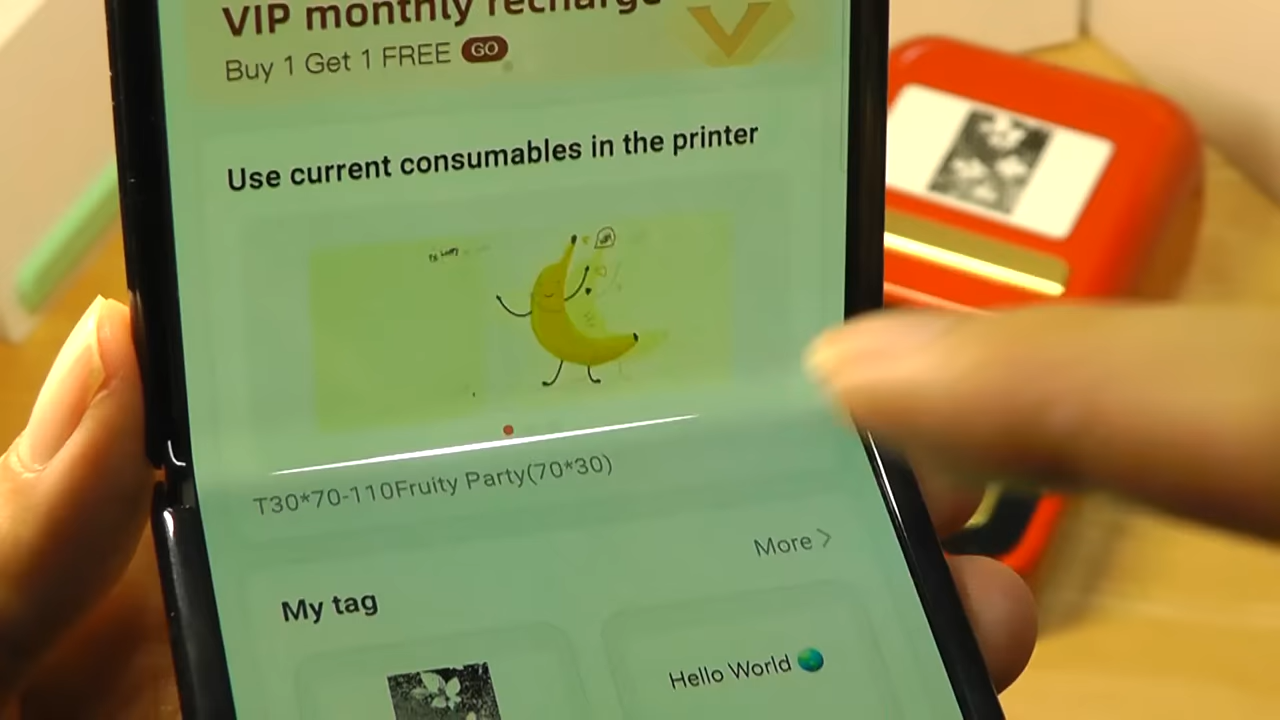 VIP monthly recharge
Buy 1 Get 1 FREE GO
Use current consumables in the printer
T30*70-110Fruity Party(70*30)
More >
My tag
Hello World 🌏